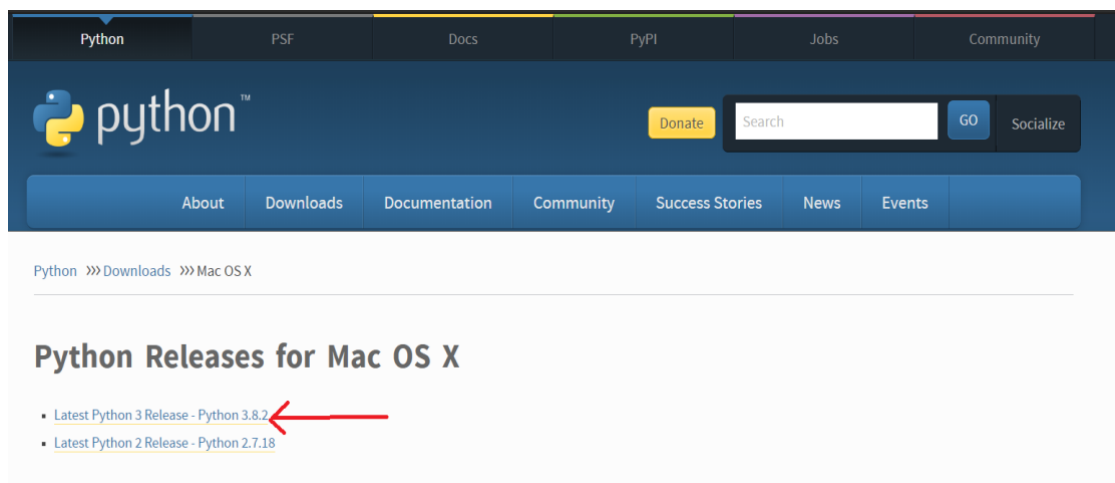 Python PSF Docs PyPI Jobs Community
python™ Donate Search GO Socialize
About Downloads Documentation Community Success Stories News Events
Python »» Downloads »» Mac OS X
Python Releases for Mac OS X
▪ Latest Python 3 Release - Python 3.8.2
▪ Latest Python 2 Release - Python 2.7.18